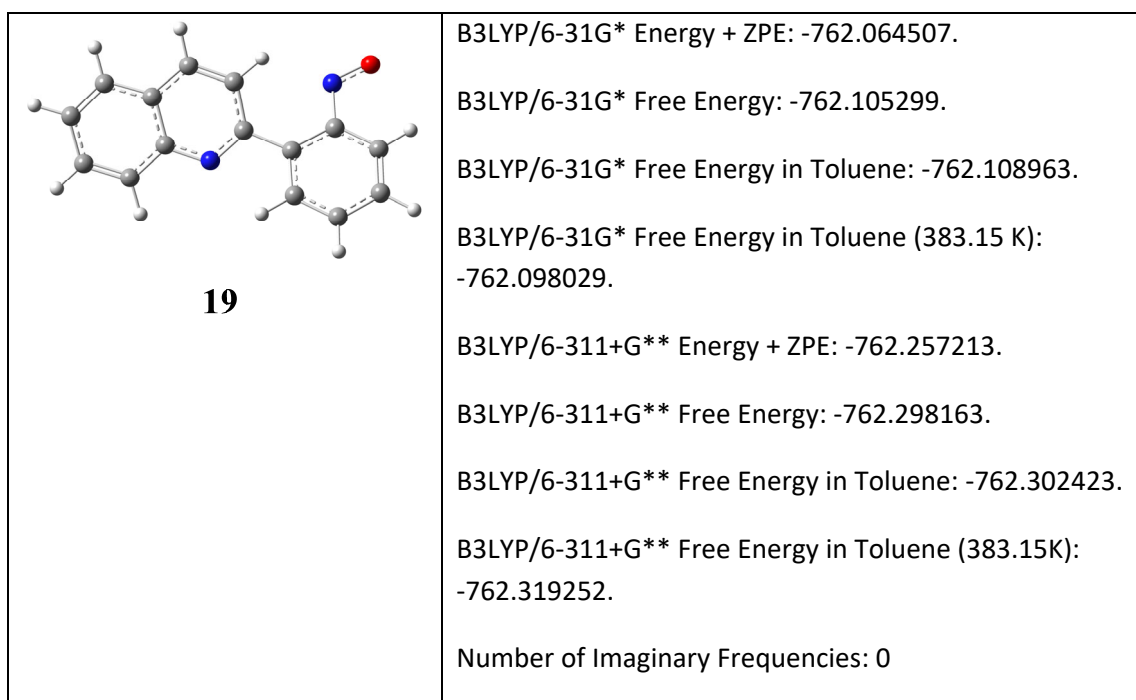 19
B3LYP/6-31G* Energy + ZPE: -762.064507.
B3LYP/6-31G* Free Energy: -762.105299.
B3LYP/6-31G* Free Energy in Toluene: -762.108963.
B3LYP/6-31G* Free Energy in Toluene (383.15 K):
-762.098029.
B3LYP/6-311+G** Energy + ZPE: -762.257213.
B3LYP/6-311+G** Free Energy: -762.298163.
B3LYP/6-311+G** Free Energy in Toluene: -762.302423.
B3LYP/6-311+G** Free Energy in Toluene (383.15K):
-762.319252.
Number of Imaginary Frequencies: 0